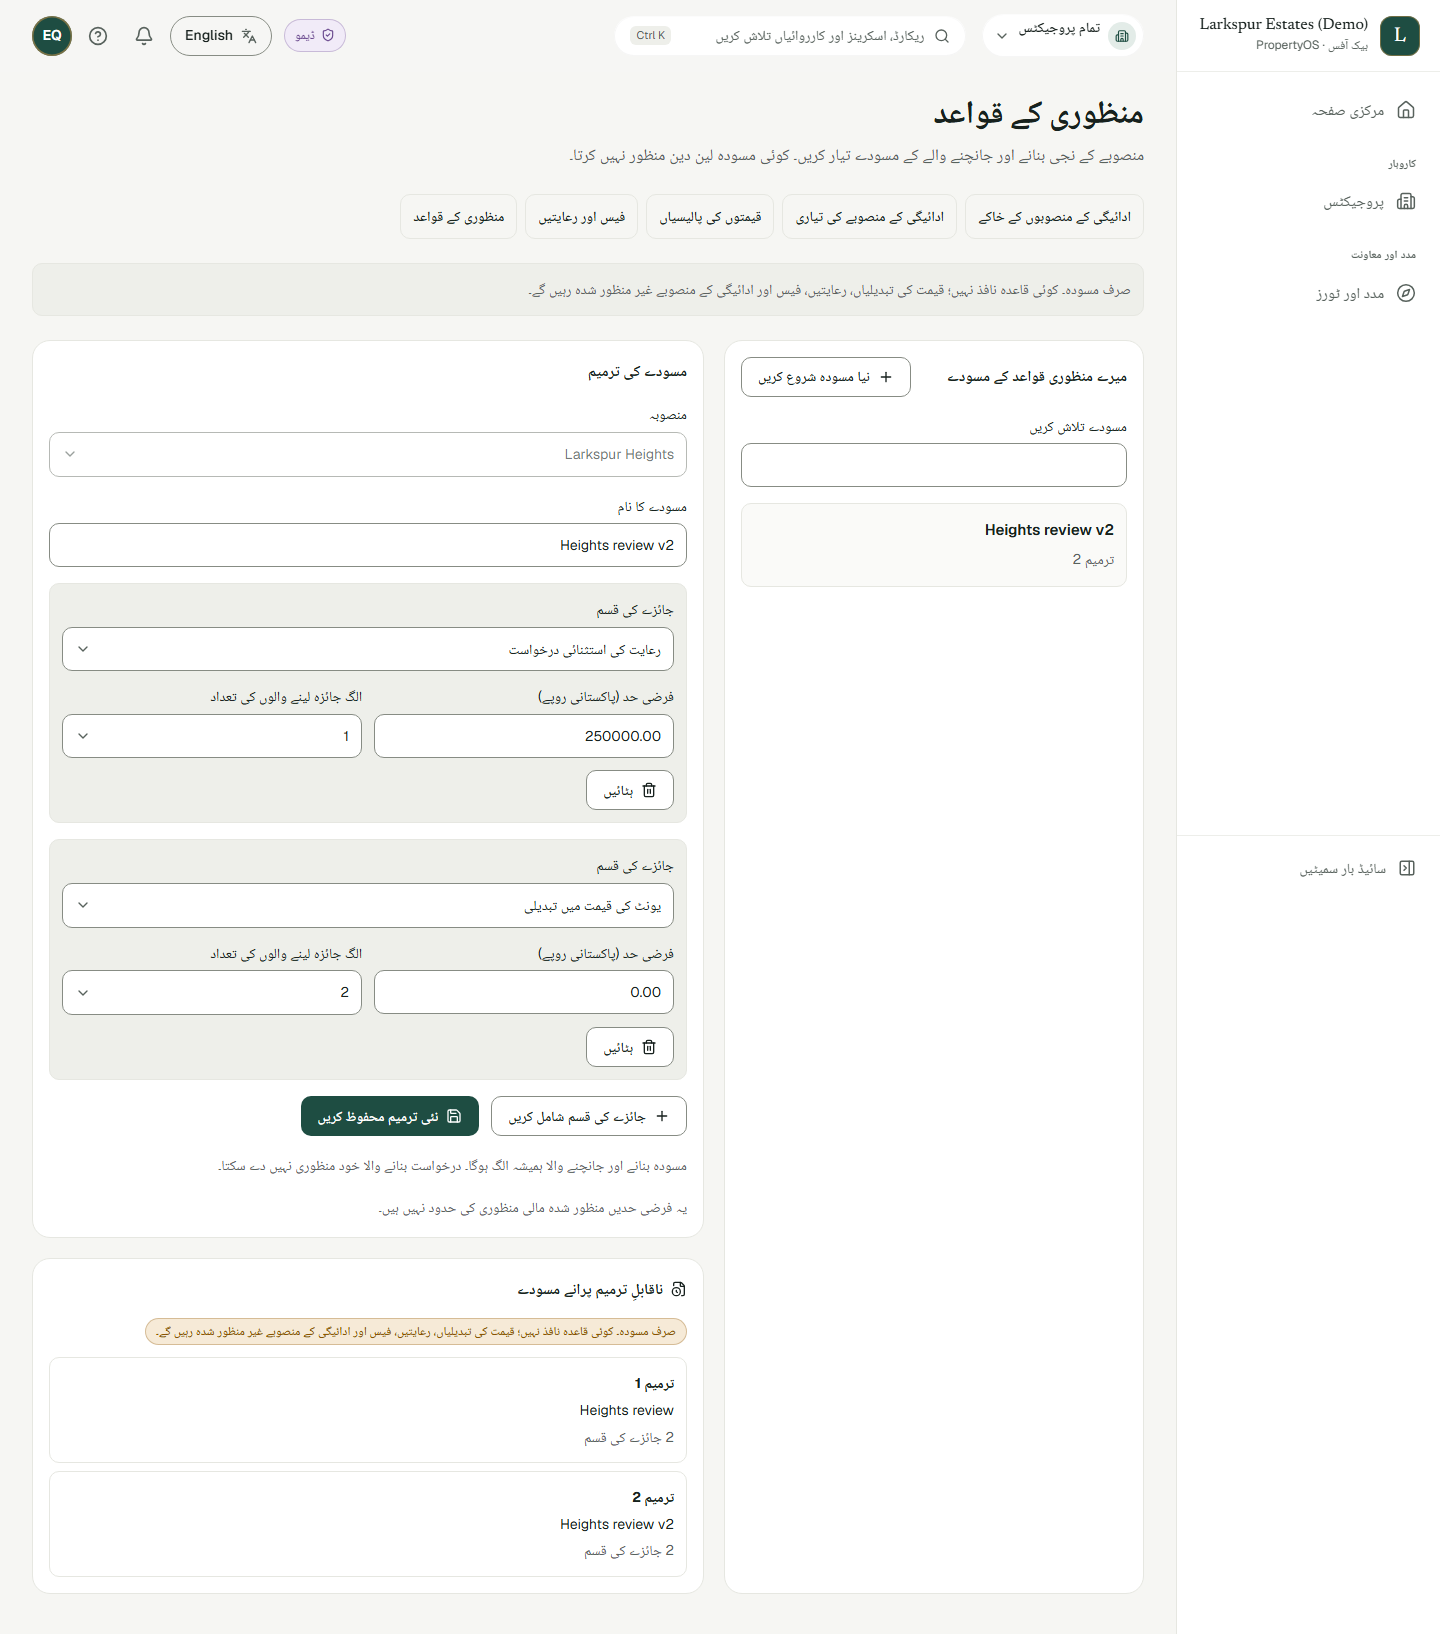 Larkspur Estates (Demo)
بیک آفس · PropertyOS
L
مرکزی صفحہ
کاروبار
پروجیکٹس
مدد اور معاونت
مدد اور ٹورز
سائیڈ بار سمیٹیں
تمام پروجیکٹس
ریکارڈ، اسکرینز اور کارروائیاں تلاش کریں
Ctrl K
ڈیمو
English
EQ
منظوری کے قواعد
منصوبے کے نجی بنانے اور جانچنے والے کے مسودے تیار کریں۔ کوئی مسودہ لین دین منظور نہیں کرتا۔
ادائیگی کے منصوبوں کے خاکے
ادائیگی کے منصوبے کی تیاری
قیمتوں کی پالیسیاں
فیس اور رعایتیں
منظوری کے قواعد
صرف مسودہ۔ کوئی قاعدہ نافذ نہیں؛ قیمت کی تبدیلیاں، رعایتیں، فیس اور ادائیگی کے منصوبے غیر منظور شدہ رہیں گے۔
میرے منظوری قواعد کے مسودے
نیا مسودہ شروع کریں
مسودے تلاش کریں
Heights review v2
ترمیم 2
مسودے کی ترمیم
منصوبہ
Larkspur Heights
مسودے کا نام
Heights review v2
جائزے کی قسم
رعایت کی استثنائی درخواست
فرضی حد (پاکستانی روپے)
الگ جائزہ لینے والوں کی تعداد
250000.00
1
ہٹائیں
جائزے کی قسم
یونٹ کی قیمت میں تبدیلی
فرضی حد (پاکستانی روپے)
الگ جائزہ لینے والوں کی تعداد
0.00
2
ہٹائیں
جائزے کی قسم شامل کریں
نئی ترمیم محفوظ کریں
مسودہ بنانے اور جانچنے والا ہمیشہ الگ ہوگا۔ درخواست بنانے والا خود منظوری نہیں دے سکتا۔
یہ فرضی حدیں منظور شدہ مالی منظوری کی حدود نہیں ہیں۔
ناقابلِ ترمیم پرانے مسودے
صرف مسودہ۔ کوئی قاعدہ نافذ نہیں؛ قیمت کی تبدیلیاں، رعایتیں، فیس اور ادائیگی کے منصوبے غیر منظور شدہ رہیں گے۔
ترمیم 1
Heights review
2 جائزے کی قسم
ترمیم 2
Heights review v2
2 جائزے کی قسم